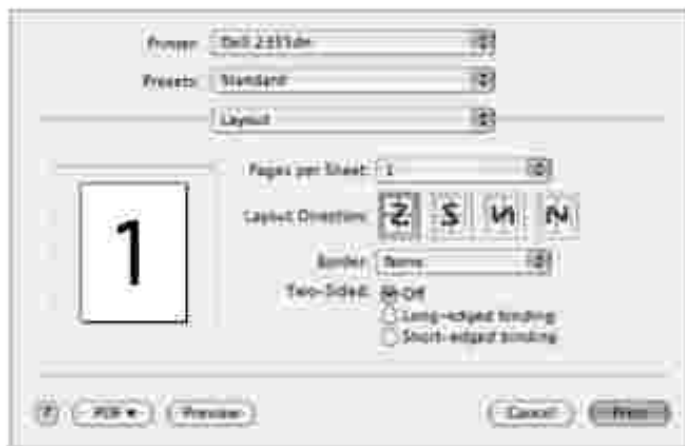 Printer: Dell 2355dn
Presets: Standard
Layout
Pages per Sheet: 1
Layout Direction:
Border: None
Two-Sided: Off
Long-edged binding
Short-edged binding
1
? PDF Preview Cancel Print